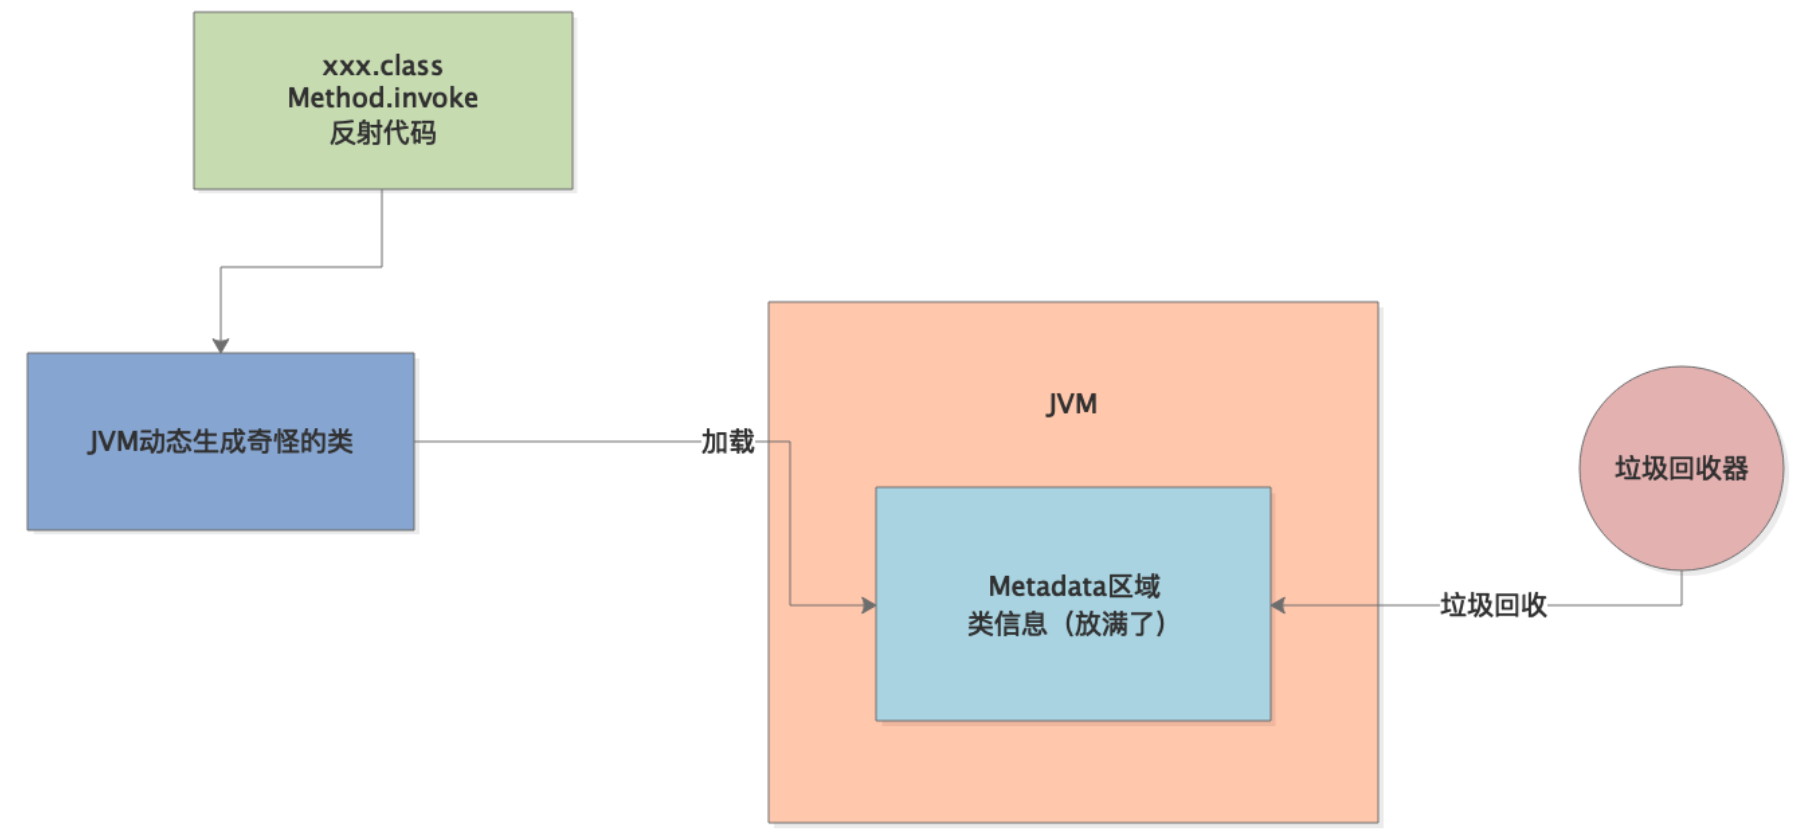 xxx.class
Method.invoke
反射代码
JVM动态生成奇怪的类
加载
JVM
Metadata区域
类信息（放满了）
垃圾回收器
垃圾回收